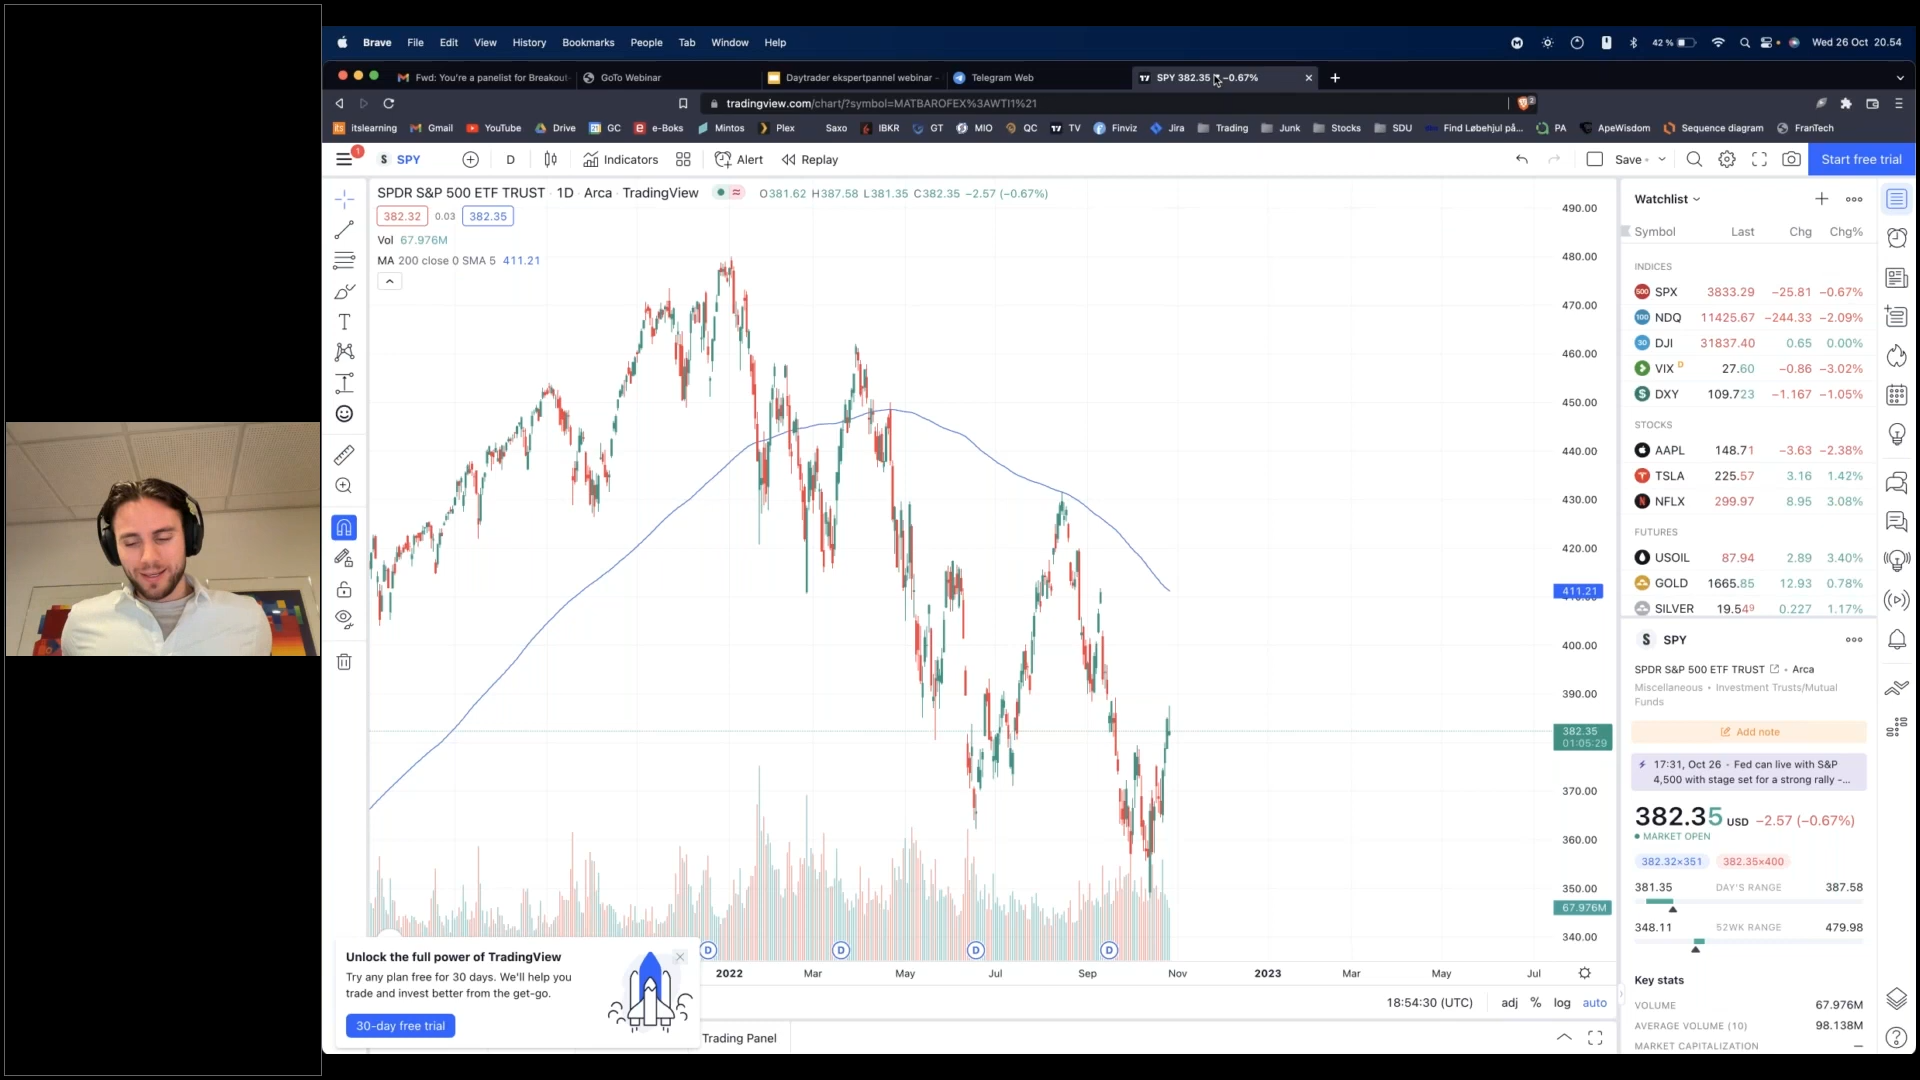 Brave File Edit View History Bookmarks People Tab Window Help 42 % Wed 26 Oct 20.54
Fwd: You're a panelist for Breakout- GoTo Webinar Daytrader ekspertpannel webinar - Telegram Web SPY 382.35 −0.67%
tradingview.com/chart/?symbol=MATBAROFEX%3AWTI1%21
itslearning Gmail YouTube Drive GC e-Boks Mintos Plex Saxo IBKR GT MIO QC TV Finviz Jira Trading Junk Stocks SDU Find Løbehjul på... PA ApeWisdom Sequence diagram FranTech
1
SPY D Indicators Alert Replay Save Start free trial
SPDR S&P 500 ETF TRUST · 1D · Arca · TradingView O381.62 H387.58 L381.35 C382.35 −2.57 (−0.67%)
382.32 0.03 382.35
Vol 67.976M
MA 200 close 0 SMA 5 411.21
490.00
480.00
470.00
460.00
450.00
440.00
430.00
420.00
411.21
400.00
390.00
382.35
01:05:29
370.00
360.00
350.00
67.976M
340.00
D D D D
2022 Mar May Jul Sep Nov 2023 Mar May Jul
18:54:30 (UTC) adj % log auto
Trading Panel
Unlock the full power of TradingView
Try any plan free for 30 days. We'll help you
trade and invest better from the get-go.
30-day free trial
Watchlist
Symbol Last Chg Chg%
INDICES
SPX 3833.29 −25.81 −0.67%
NDQ 11425.67 −244.33 −2.09%
DJI 31837.40 0.65 0.00%
VIX D 27.60 −0.86 −3.02%
DXY 109.723 −1.167 −1.05%
STOCKS
AAPL 148.71 −3.63 −2.38%
TSLA 225.57 3.16 1.42%
NFLX 299.97 8.95 3.08%
FUTURES
USOIL 87.94 2.89 3.40%
GOLD 1665.85 12.93 0.78%
SILVER 19.549 0.227 1.17%
SPY
SPDR S&P 500 ETF TRUST • Arca
Miscellaneous • Investment Trusts/Mutual
Funds
Add note
17:31, Oct 26 - Fed can live with S&P
4,500 with stage set for a strong rally -...
382.35 USD −2.57 (−0.67%)
MARKET OPEN
382.32×351 382.35×400
381.35 DAY'S RANGE 387.58
348.11 52WK RANGE 479.98
Key stats
VOLUME 67.976M
AVERAGE VOLUME (10) 98.138M
MARKET CAPITALIZATION —